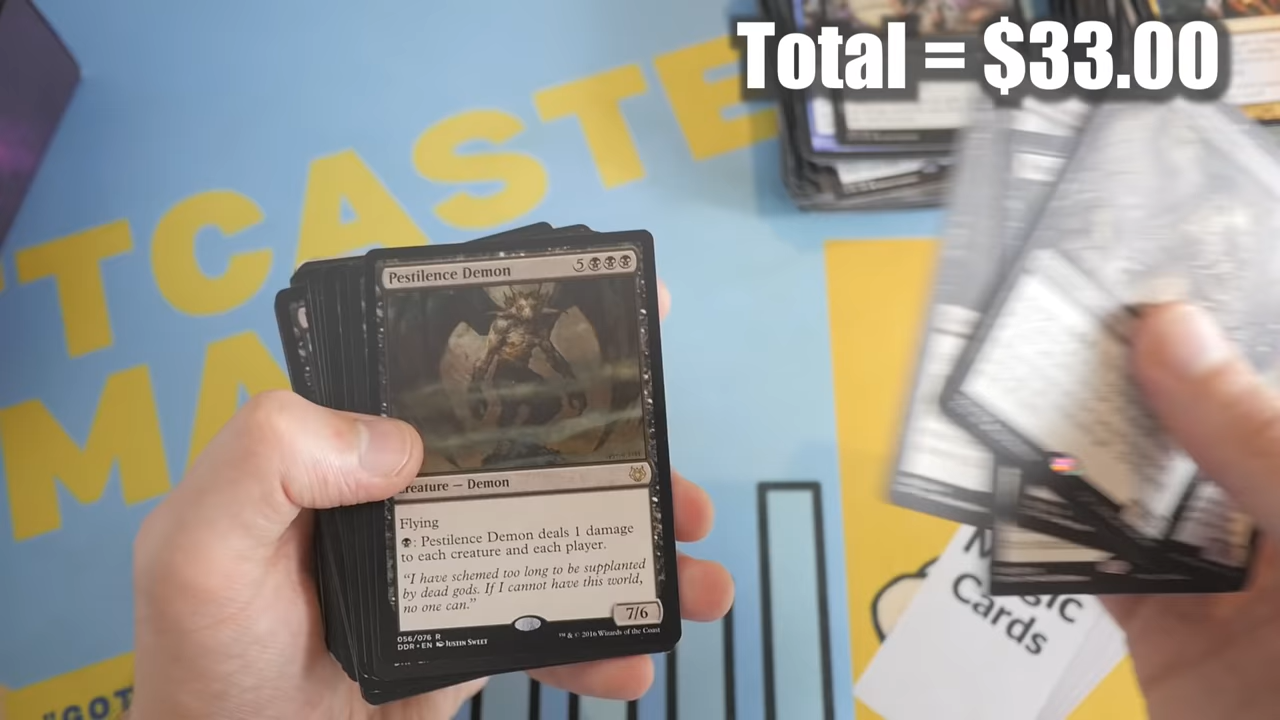 Total = $33.00
TCASTE
MA
Pestilence Demon
5
Creature — Demon
Flying
: Pestilence Demon deals 1 damage
to each creature and each player.
"I have schemed too long to be supplanted
by dead gods. If I cannot have this world,
no one can."
7/6
056/076 R
DDR • EN Justin Sweet
™ & © 2016 Wizards of the Coast
Cards
"GOT